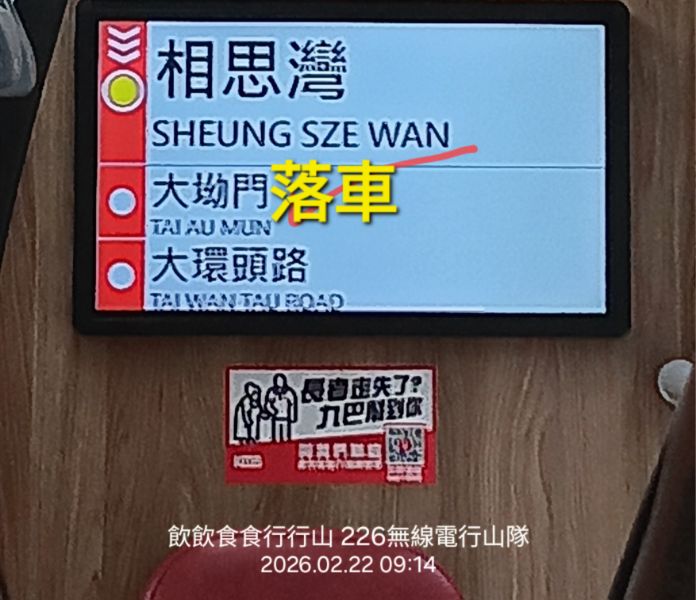 相思灣
SHEUNG SZE WAN
大坳門落車
TAI AU MUN
大環頭路
TAI WAN TAU ROAD
長者走失了?
九巴幫到你
飲飲食食行行山 226無線電行山隊
2026.02.22 09:14